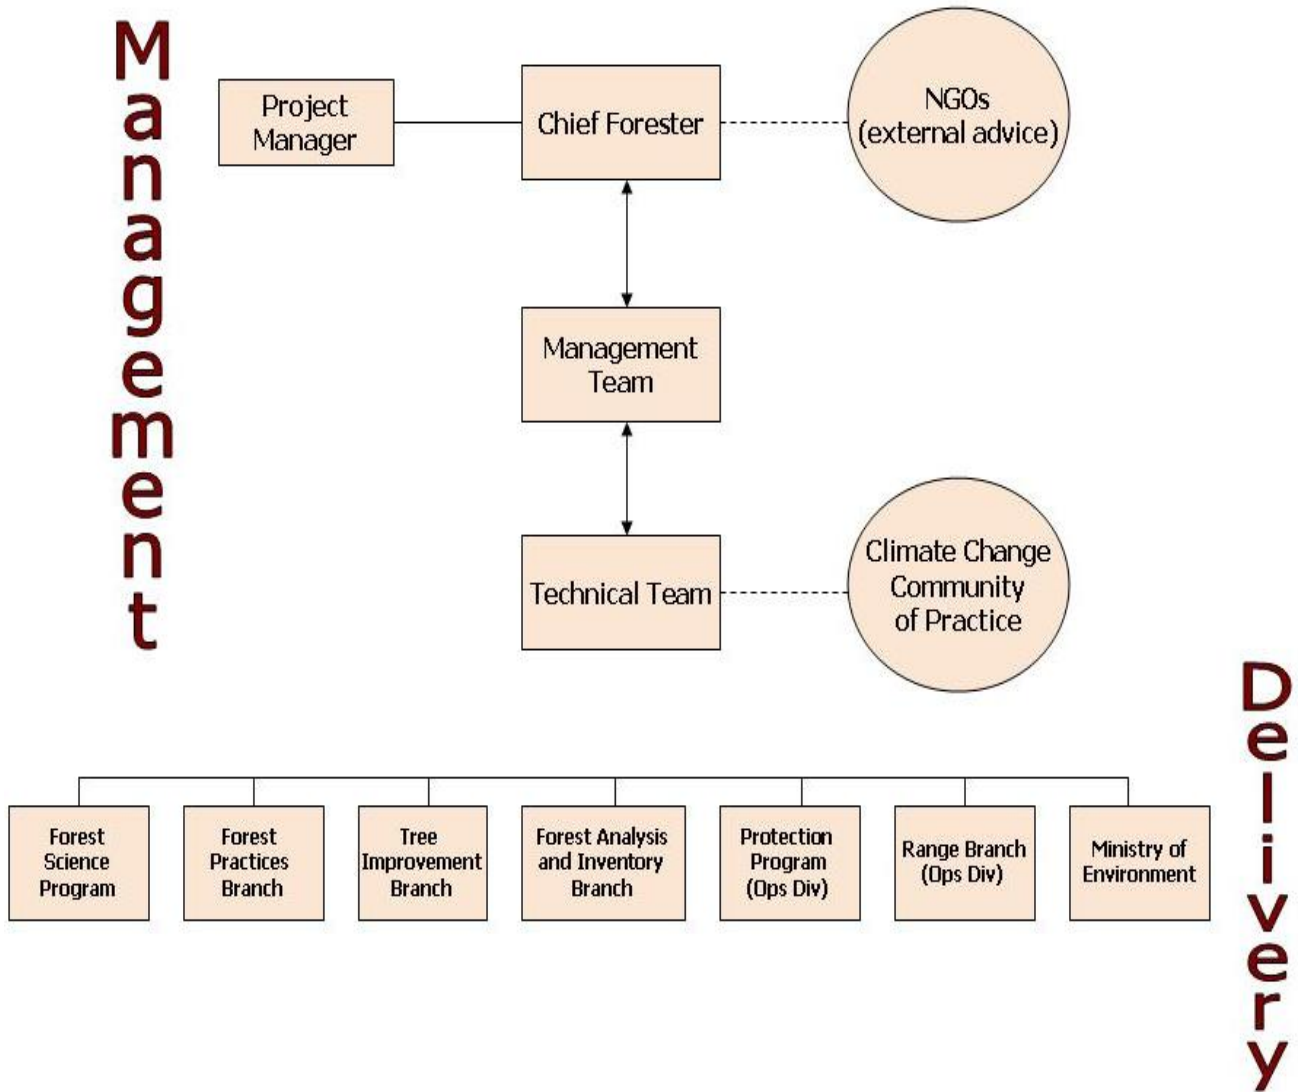 Management
Project
Manager
Chief Forester
NGOs
(external advice)
Management
Team
Technical Team
Climate Change
Community
of Practice
Delivery
Forest
Science
Program
Forest
Practices
Branch
Tree
Improvement
Branch
Forest Analysis
and Inventory
Branch
Protection
Program
(Ops Div)
Range Branch
(Ops Div)
Ministry of
Environment